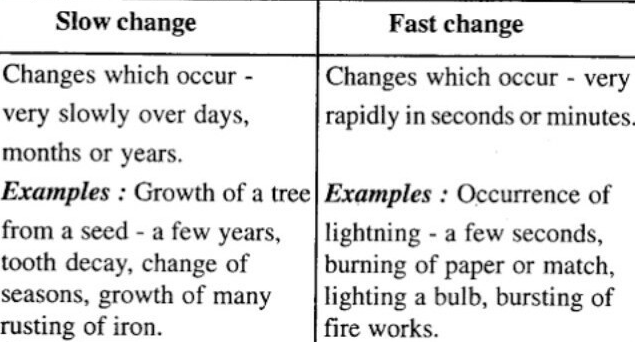 Slow change
Changes which occur -
very slowly over days,
months or years.
Examples : Growth of a tree
from a seed - a few years,
tooth decay, change of
seasons, growth of many
rusting of iron.
Fast change
Changes which occur - very
rapidly in seconds or minutes.
Examples : Occurrence of
lightning - a few seconds,
burning of paper or match,
lighting a bulb, bursting of
fire works.